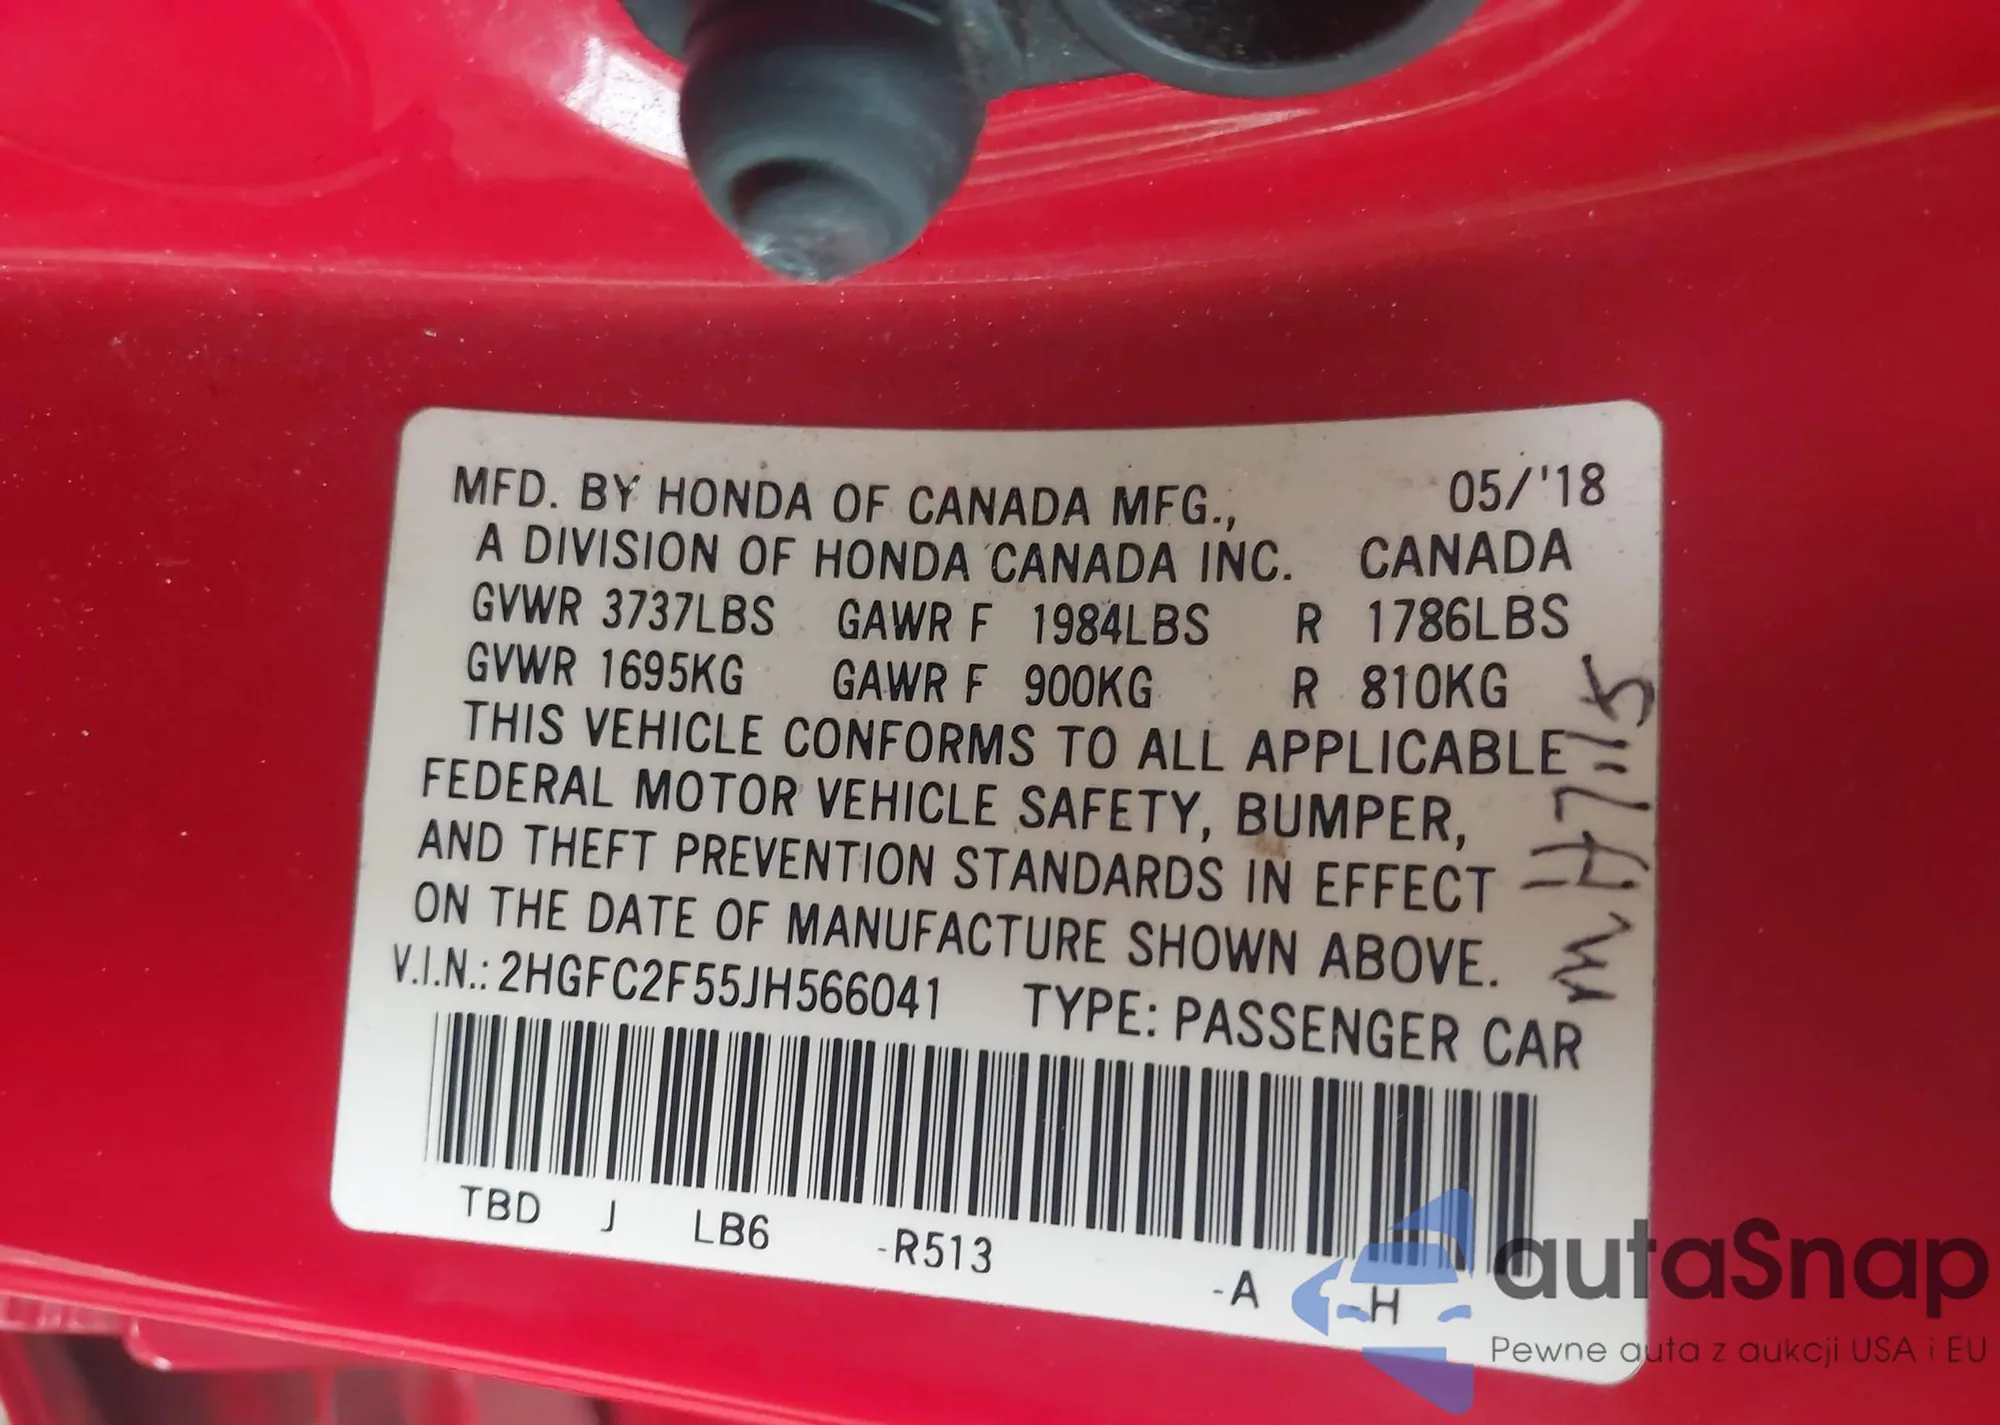 MFD. BY HONDA OF CANADA MFG., 05/'18
A DIVISION OF HONDA CANADA INC. CANADA
GVWR 3737LBS GAWR F 1984LBS R 1786LBS
GVWR 1695KG GAWR F 900KG R 810KG
THIS VEHICLE CONFORMS TO ALL APPLICABLE
FEDERAL MOTOR VEHICLE SAFETY, BUMPER,
AND THEFT PREVENTION STANDARDS IN EFFECT
ON THE DATE OF MANUFACTURE SHOWN ABOVE.
V.I.N.: 2HGFC2F55JH566041 TYPE: PASSENGER CAR
TBD J LB6 -R513 -A -H
autaSnap
Pewne auta z aukcji USA i EU